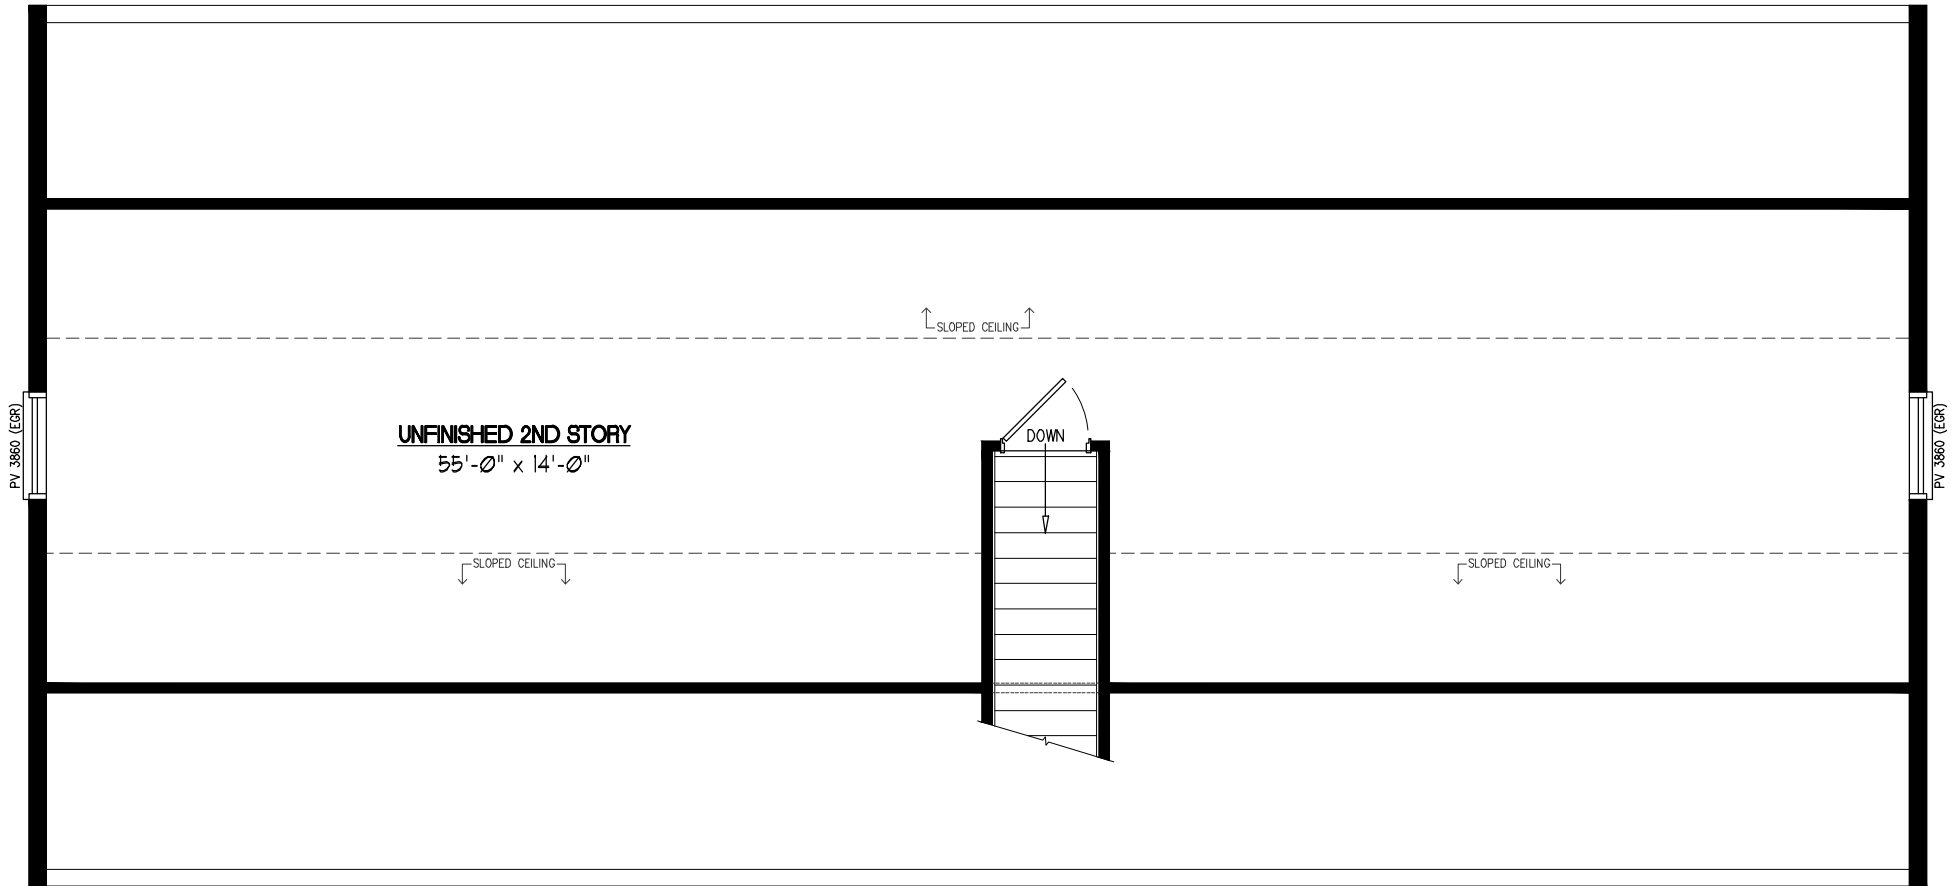 SLOPED CEILING
DOWN
PV 3860 (EGR)
UNFINISHED 2ND STORY
55'-0" x 14'-0"
PV 3860 (EGR)
SLOPED CEILING
SLOPED CEILING